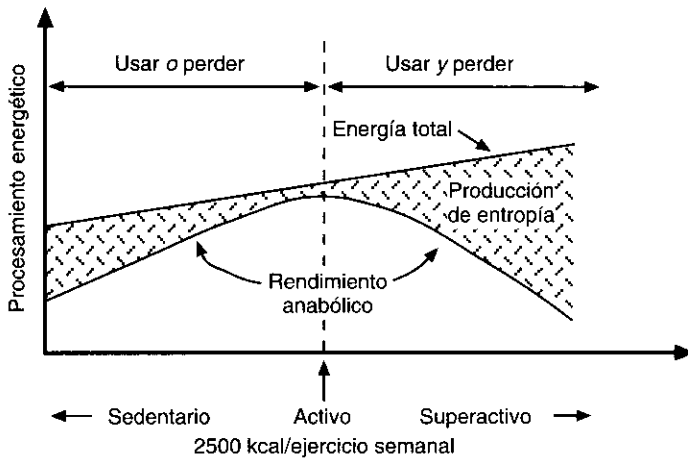 Usar o perder
Usar y perder
Procesamiento energético
Energía total
Producción
de entropía
Rendimiento
anabólico
Sedentario
Activo
Superactivo
2500 kcal/ejercicio semanal